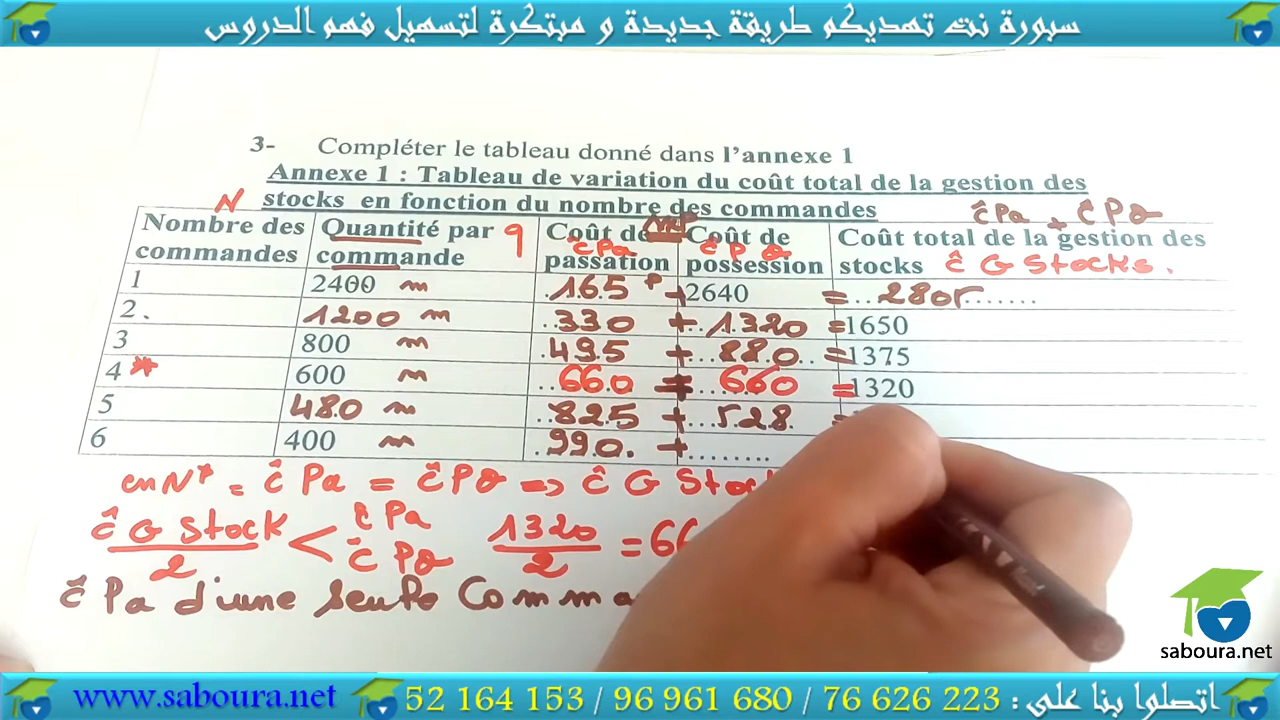 سبورة نت تهديكم طريقة جديدة و مبتكرة لتسهيل فهم الدروس
3- Compléter le tableau donné dans l'annexe 1
Annexe 1 : Tableau de variation du coût total de la gestion des
stocks en fonction du nombre des commandes
N
ĉPa + ĉPO
Nombre des commandes Quantité par commande q Coût de passation ĉPa Coût de possession ĉPO Coût total de la gestion des stocks ĉ G Stocks.
1 2400 m 165 + 2640 = 2805
2 1200 m 330 + 1320 = 1650
3 800 m 495 + 880 = 1375
4* 600 m 660 = 660 = 1320
5 480 m 825 + 528 =
6 400 m 990 +
en N* = ĉ Pa = ĉ PO => ĉ G
ĉ G Stock / 2 < ĉ Pa ĉ PO 1320 / 2 =
ĉ Pa d'une seule
www.saboura.net
52 164 153 / 96 961 680 / 76 626 223 : اتصلوا بنا على
saboura.net